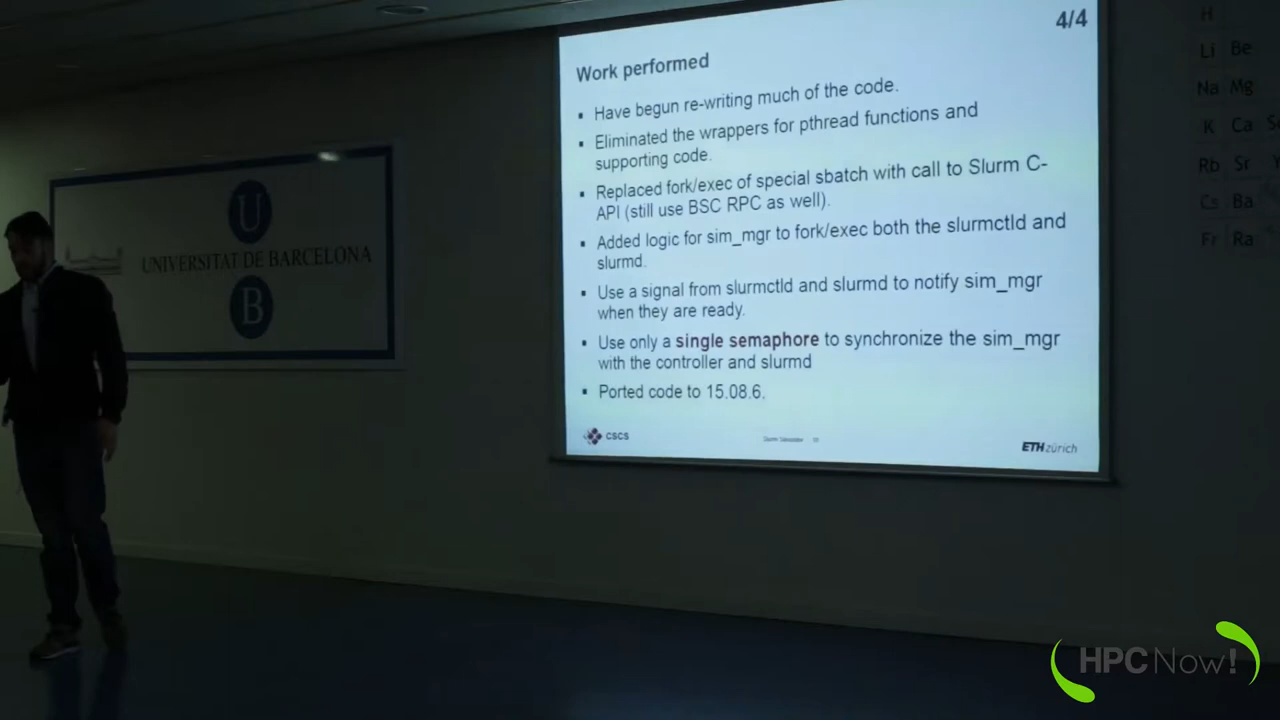 4/4
Work performed
▪ Have begun re-writing much of the code.
▪ Eliminated the wrappers for pthread functions and
supporting code.
▪ Replaced fork/exec of special sbatch with call to Slurm C-
API (still use BSC RPC as well).
▪ Added logic for sim_mgr to fork/exec both the slurmctld and
slurmd.
▪ Use a signal from slurmctld and slurmd to notify sim_mgr
when they are ready.
▪ Use only a single semaphore to synchronize the sim_mgr
with the controller and slurmd
▪ Ported code to 15.08.6.
CSCS
ETHzürich
U
UNIVERSITAT DE BARCELONA
B
H
Li Be
Na Mg
K Ca
Rb Sr
Cs Ba
Fr Ra
HPCNow!